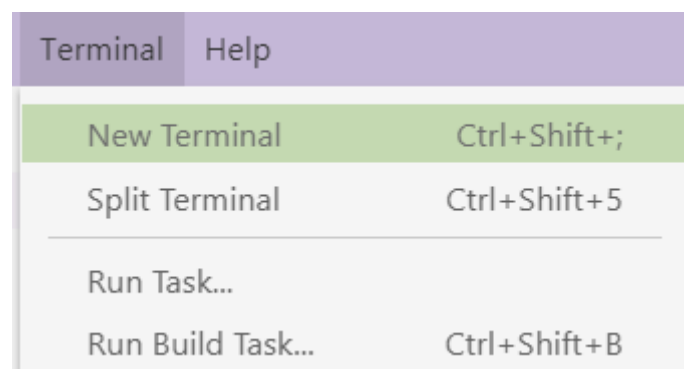 Terminal Help
New Terminal Ctrl+Shift+;
Split Terminal Ctrl+Shift+5
Run Task...
Run Build Task... Ctrl+Shift+B